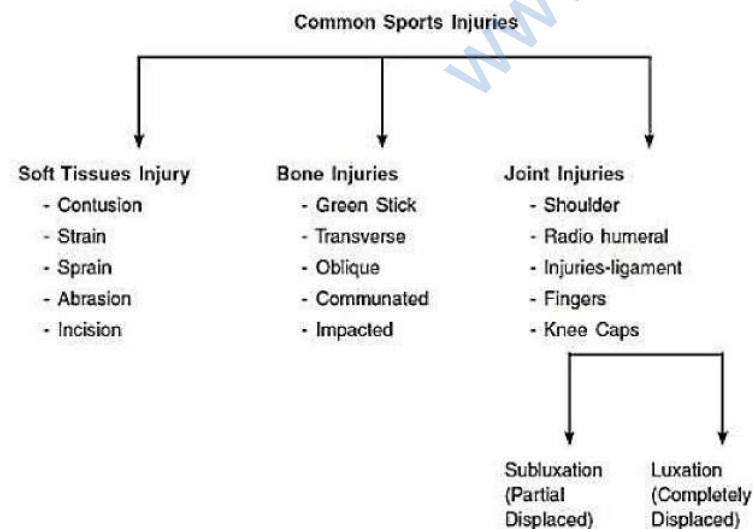 Common Sports Injuries
Soft Tissues Injury
- Contusion
- Strain
- Sprain
- Abrasion
- Incision
Bone Injuries
- Green Stick
- Transverse
- Oblique
- Communated
- Impacted
Joint Injuries
- Shoulder
- Radio humeral
- Injuries-ligament
- Fingers
- Knee Caps
Subluxation
(Partial
Displaced)
Luxation
(Completely
Displaced)